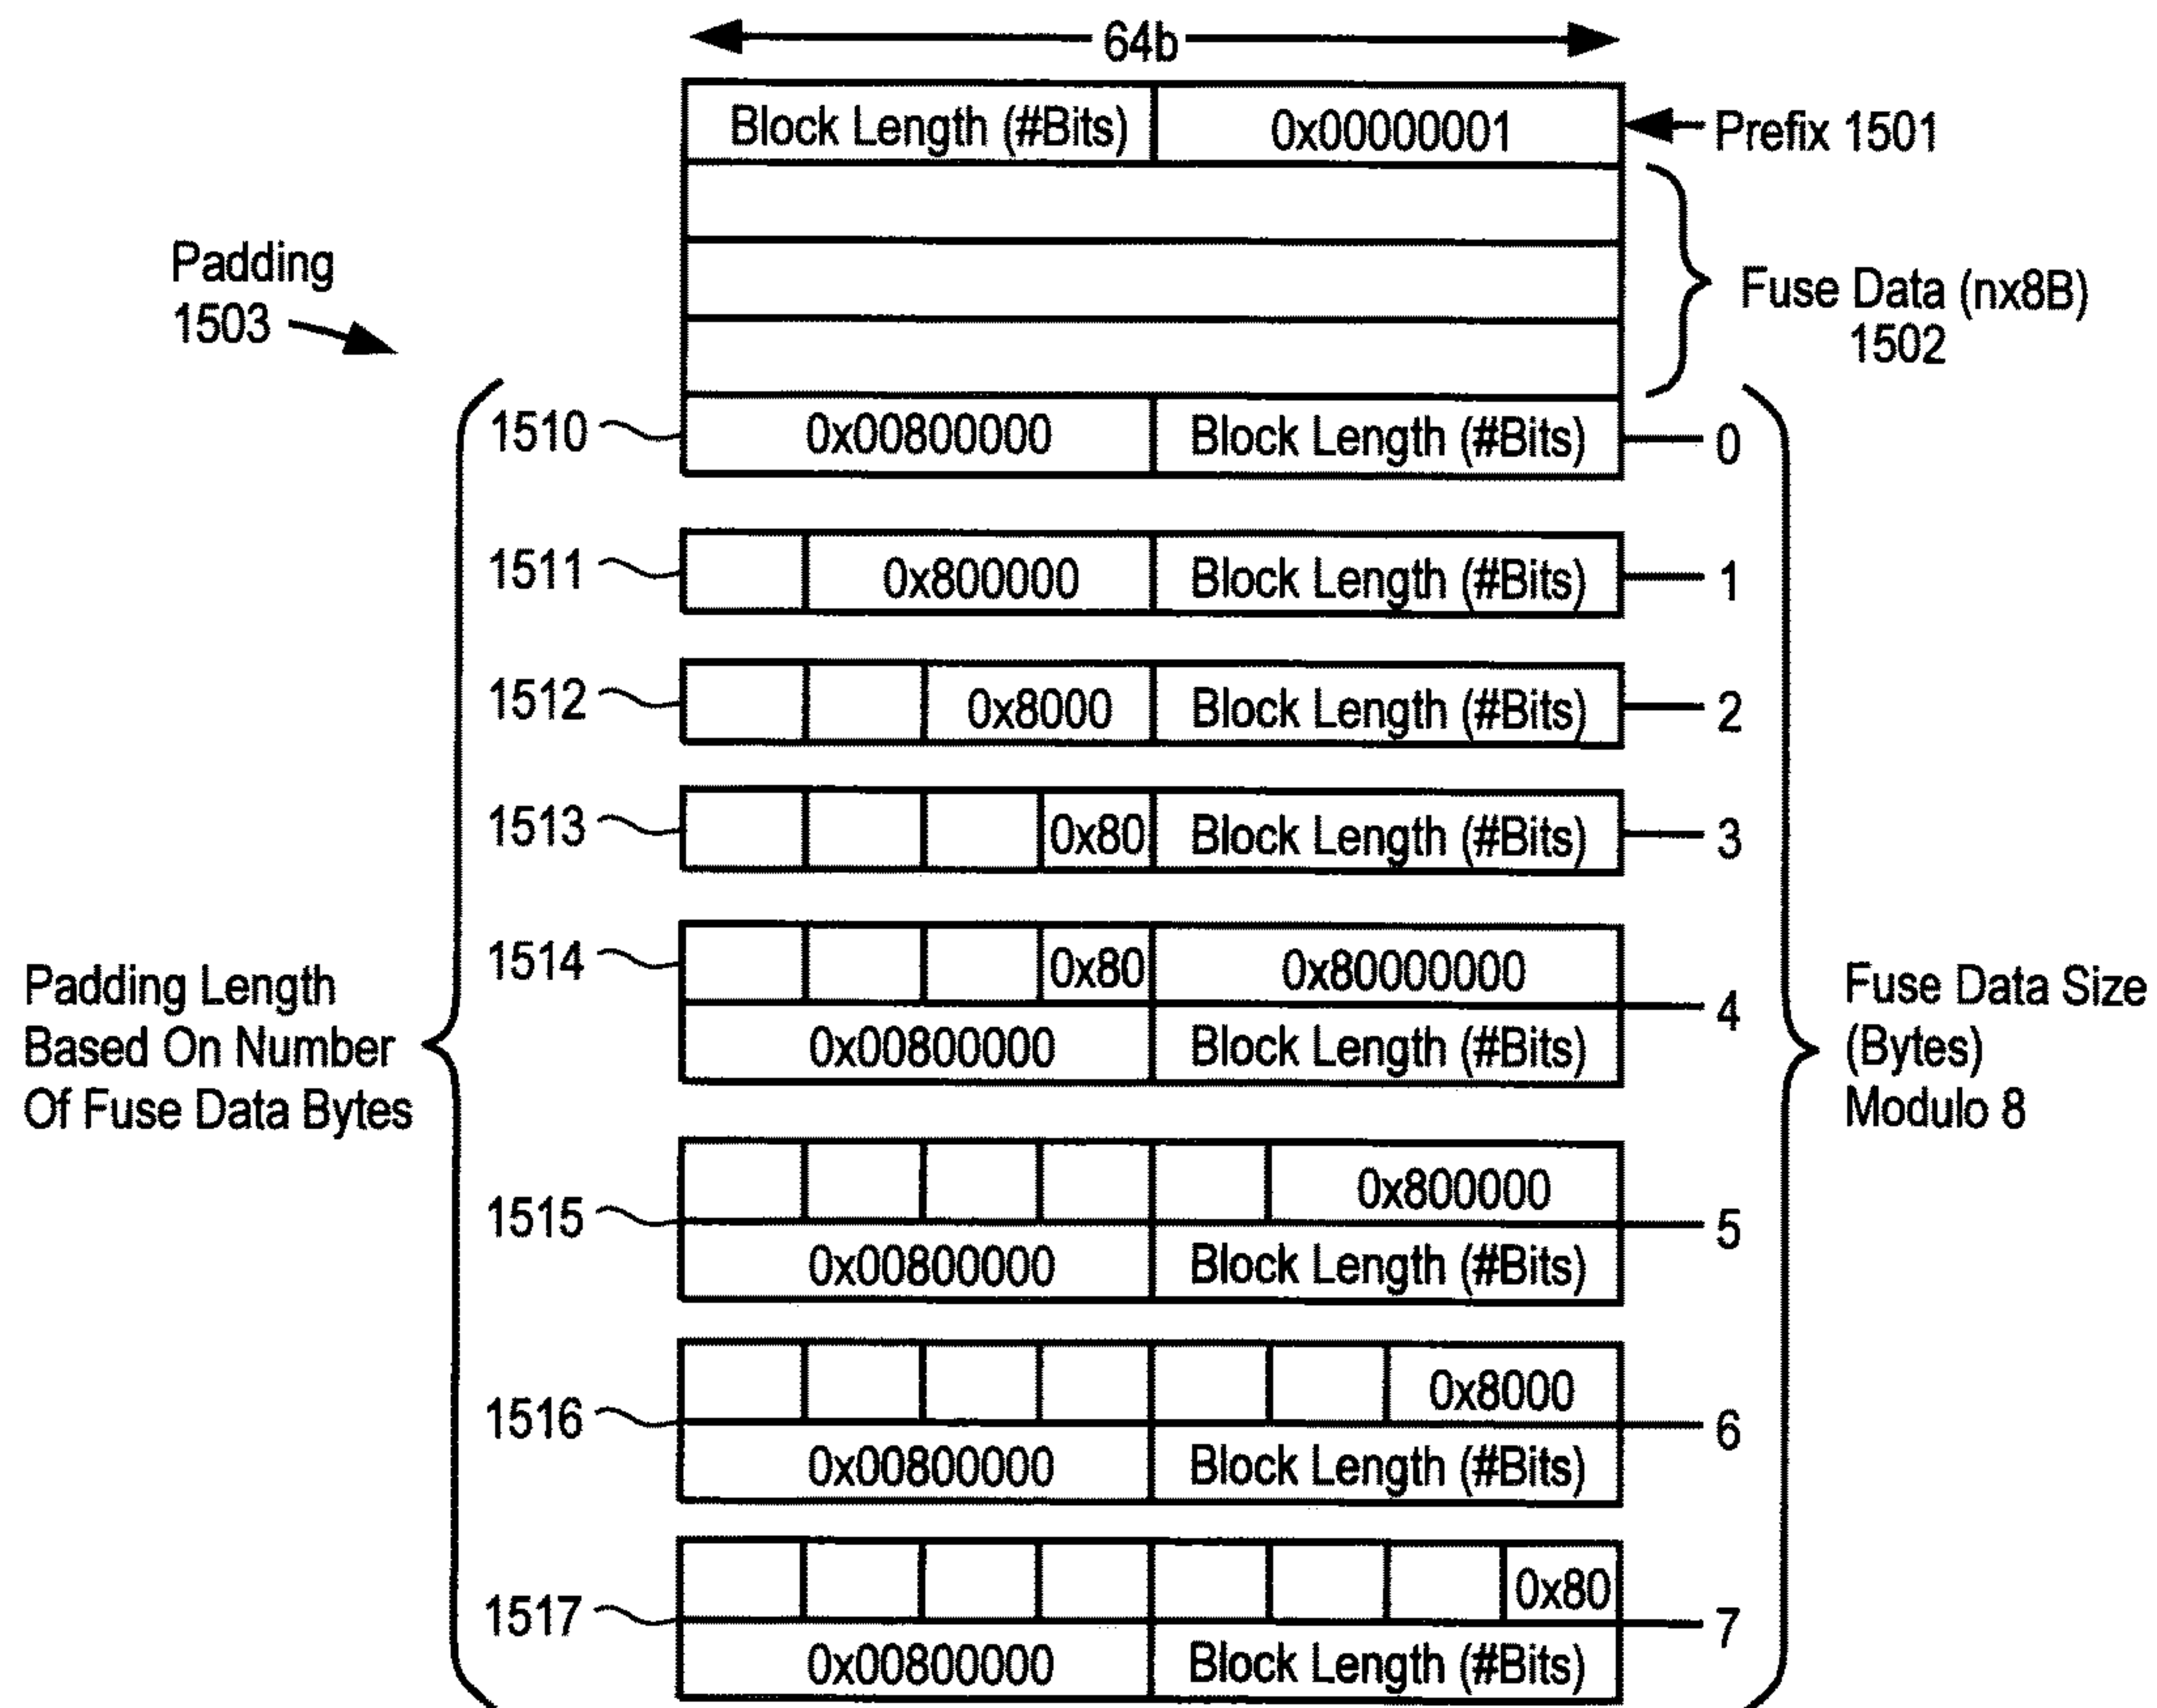 64b
Block Length (#Bits) 0x00000001 Prefix 1501
Padding
1503
Fuse Data (nx8B)
1502
1510 0x00800000 Block Length (#Bits) 0
1511 0x800000 Block Length (#Bits) 1
1512 0x8000 Block Length (#Bits) 2
1513 0x80 Block Length (#Bits) 3
1514 0x80 0x80000000 4
0x00800000 Block Length (#Bits)
Padding Length
Based On Number
Of Fuse Data Bytes
Fuse Data Size
(Bytes)
Modulo 8
1515 0x800000 5
0x00800000 Block Length (#Bits)
1516 0x8000 6
0x00800000 Block Length (#Bits)
1517 0x80 7
0x00800000 Block Length (#Bits)